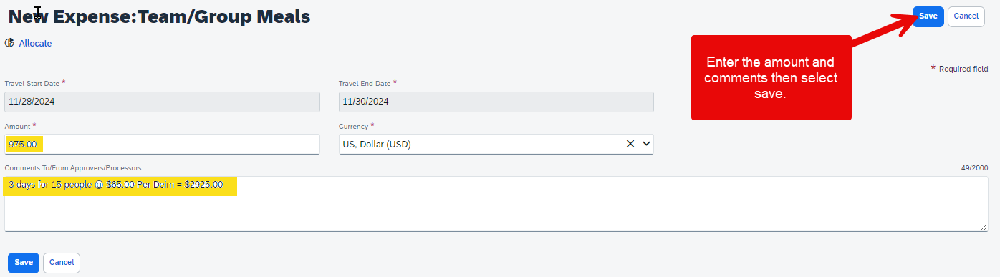 New Expense:Team/Group Meals
Save
Cancel
Allocate
Enter the amount and
comments then select
save.
* Required field
Travel Start Date *
Travel End Date *
11/28/2024
11/30/2024
Amount *
Currency *
975.00
US, Dollar (USD)
Comments To/From Approvers/Processors
49/2000
3 days for 15 people @ $65.00 Per Deim = $2925.00
Save
Cancel